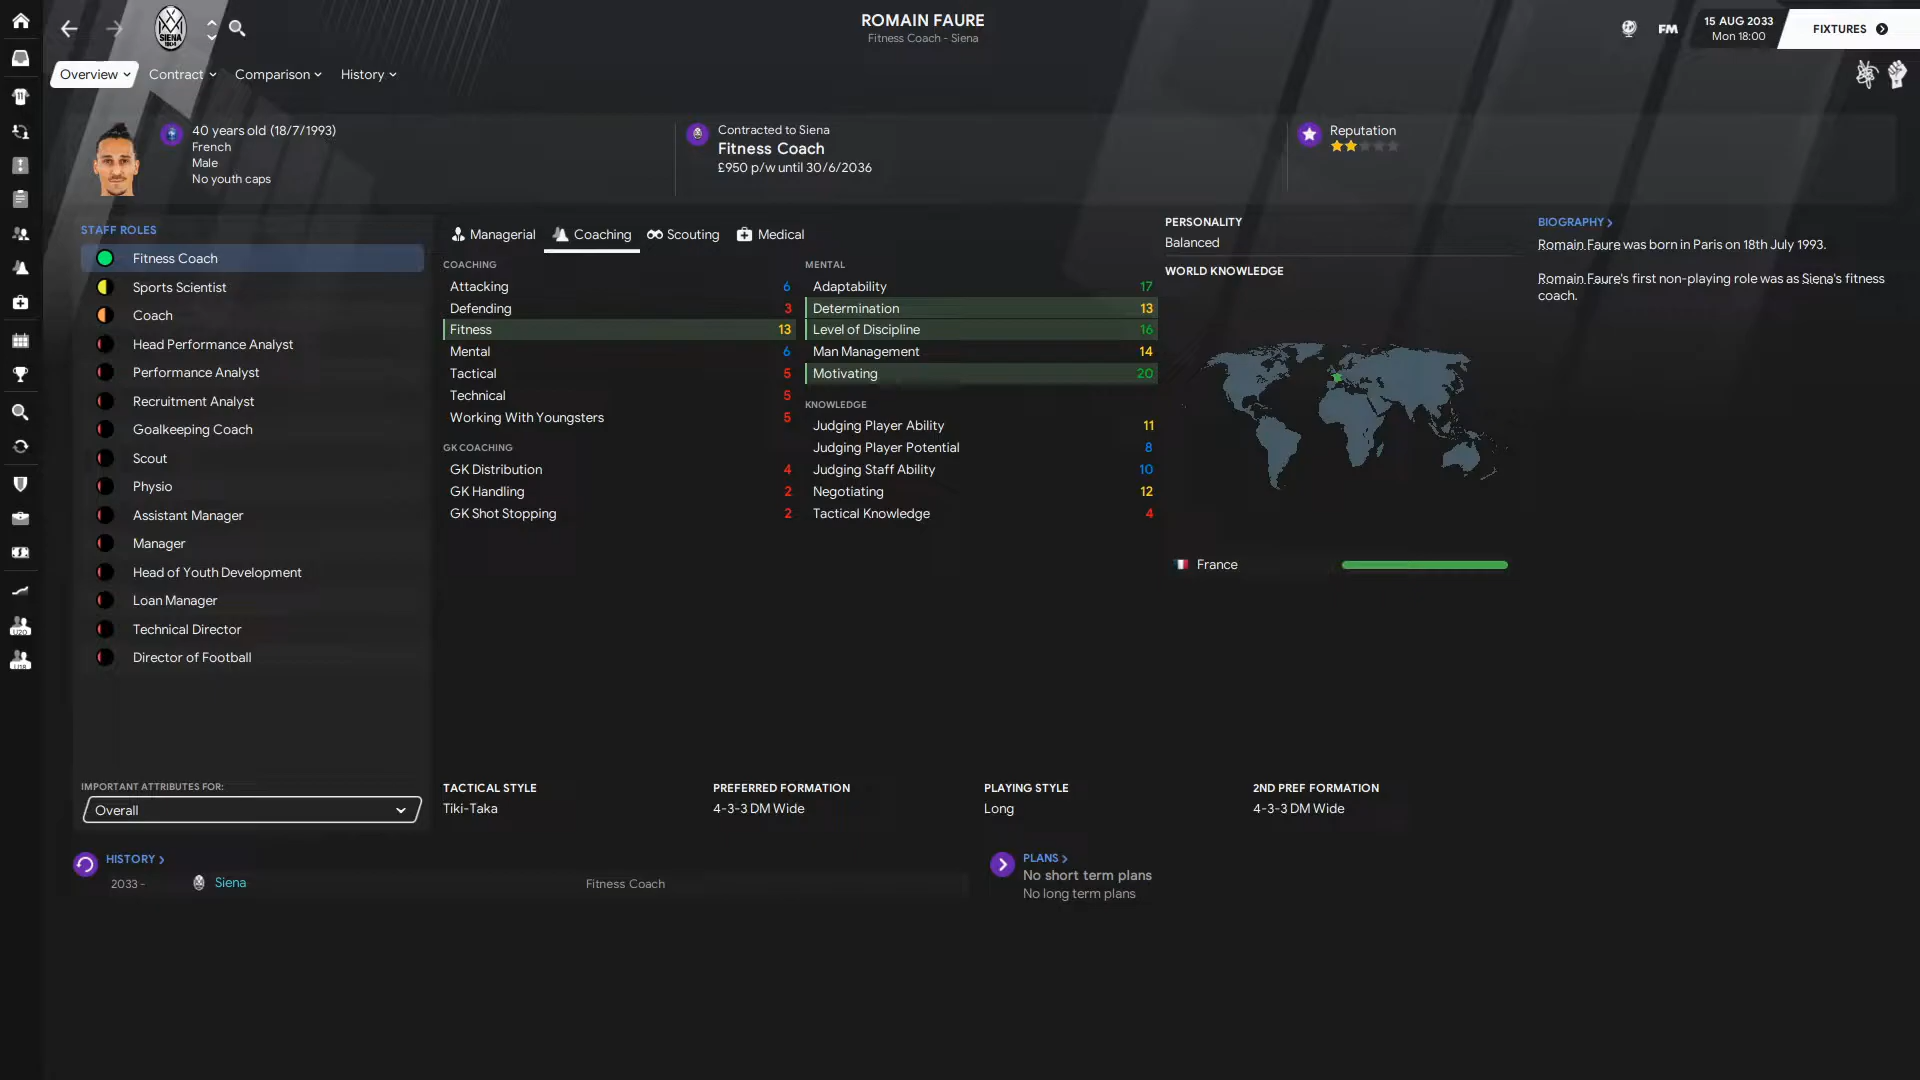 ROMAIN FAURE
Fitness Coach - Siena
FM
15 AUG 2033
Mon 18:00
FIXTURES
SIENA
1904
Overview
Contract
Comparison
History
11
40 years old (18/7/1993)
French
Male
No youth caps
Contracted to Siena
Fitness Coach
£950 p/w until 30/6/2036
Reputation
STAFF ROLES
Fitness Coach
Sports Scientist
Coach
Head Performance Analyst
Performance Analyst
Recruitment Analyst
Goalkeeping Coach
Scout
Physio
Assistant Manager
Manager
Head of Youth Development
Loan Manager
Technical Director
Director of Football
IMPORTANT ATTRIBUTES FOR:
Overall
Managerial
Coaching
Scouting
Medical
COACHING
Attacking 6
Defending 3
Fitness 13
Mental 6
Tactical 5
Technical 5
Working With Youngsters 5
GK COACHING
GK Distribution 4
GK Handling 2
GK Shot Stopping 2
MENTAL
Adaptability 17
Determination 13
Level of Discipline 16
Man Management 14
Motivating 20
KNOWLEDGE
Judging Player Ability 11
Judging Player Potential 8
Judging Staff Ability 10
Negotiating 12
Tactical Knowledge 4
PERSONALITY
Balanced
WORLD KNOWLEDGE
France
BIOGRAPHY
Romain Faure was born in Paris on 18th July 1993.
Romain Faure's first non-playing role was as Siena's fitness
coach.
TACTICAL STYLE
Tiki-Taka
PREFERRED FORMATION
4-3-3 DM Wide
PLAYING STYLE
Long
2ND PREF FORMATION
4-3-3 DM Wide
HISTORY
2033 - Siena Fitness Coach
PLANS
No short term plans
No long term plans
U20
U18